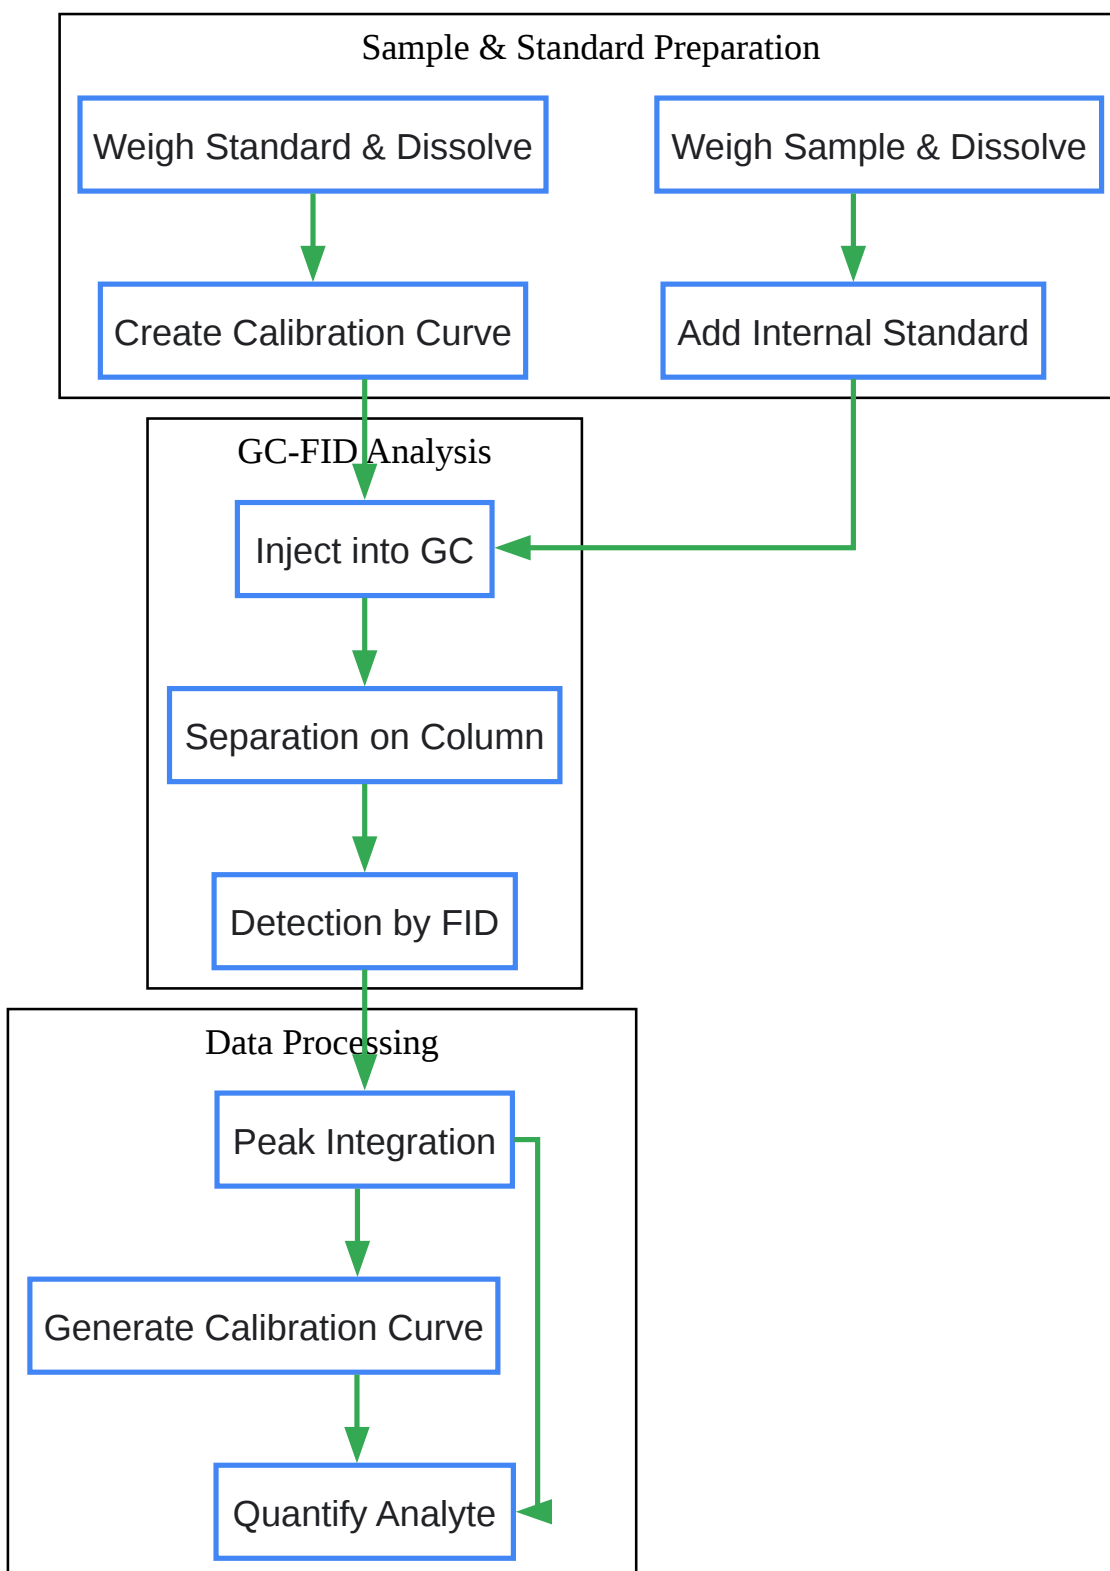 Sample & Standard Preparation
Weigh Standard & Dissolve
Weigh Sample & Dissolve
Create Calibration Curve
Add Internal Standard
GC-FID Analysis
Inject into GC
Separation on Column
Detection by FID
Data Processing
Peak Integration
Generate Calibration Curve
Quantify Analyte